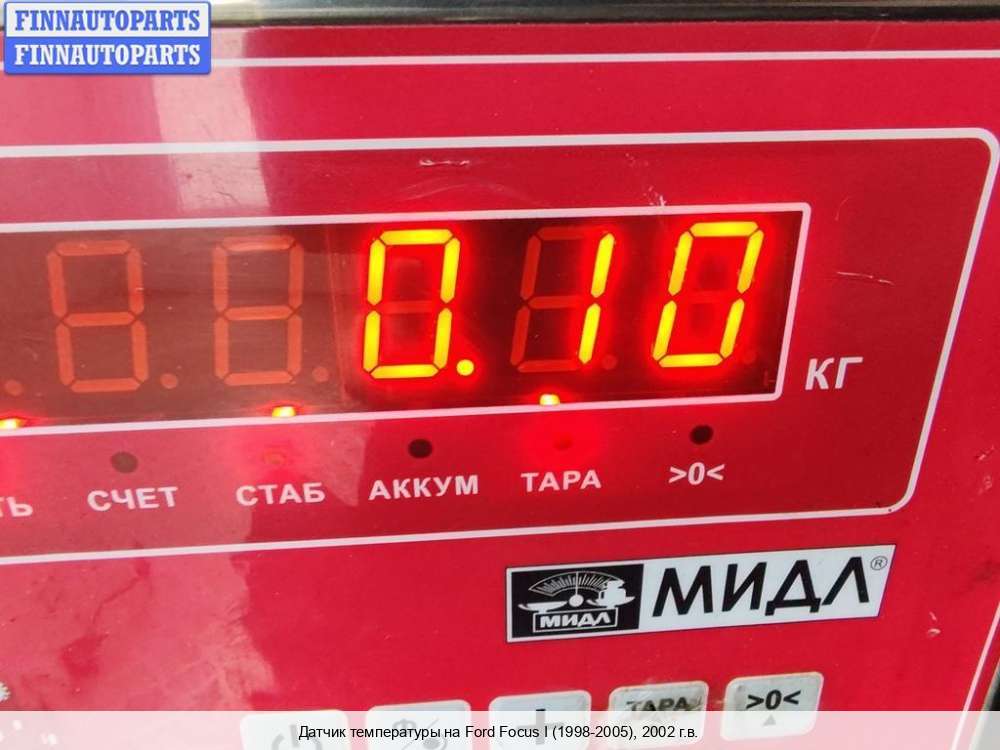 FINNAUTOPARTS
FINNAUTOPARTS
0.10
КГ
СЧЕТ СТАБ АККУМ ТАРА >0<
МИДЛ МИДЛ®
ТАРА >0<
Датчик температуры на Ford Focus I (1998-2005), 2002 г.в.